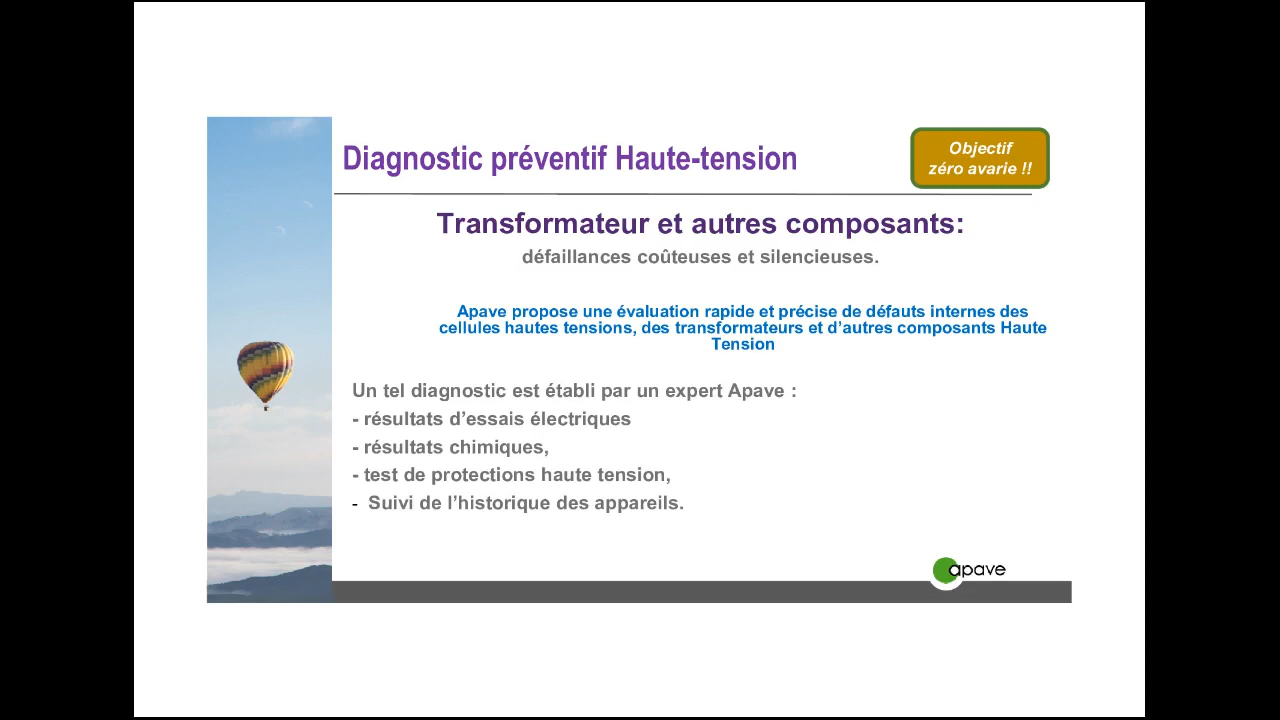 Diagnostic préventif Haute-tension
Objectif
zéro avarie !!
Transformateur et autres composants:
défaillances coûteuses et silencieuses.
Apave propose une évaluation rapide et précise de défauts internes des
cellules hautes tensions, des transformateurs et d’autres composants Haute
Tension
Un tel diagnostic est établi par un expert Apave :
- résultats d’essais électriques
- résultats chimiques,
- test de protections haute tension,
- Suivi de l’historique des appareils.
apave